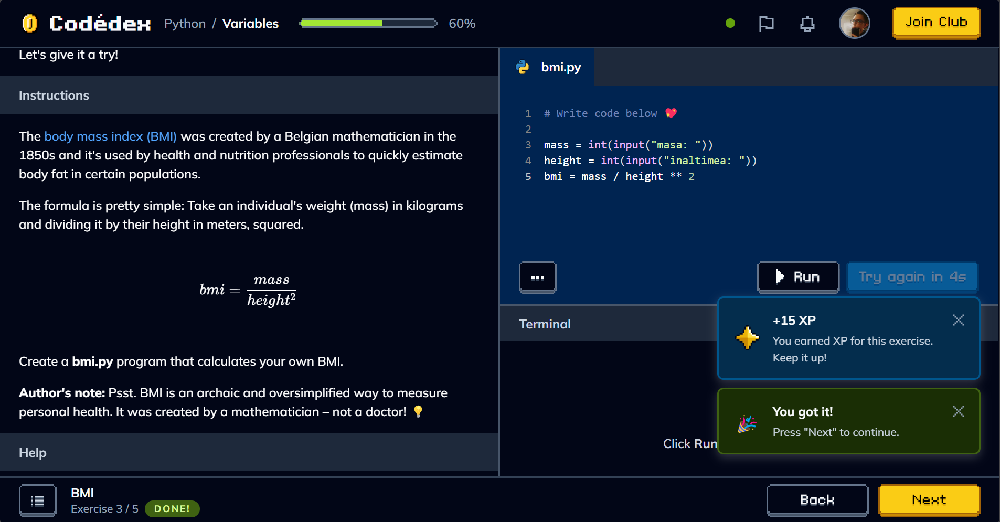 Codédex Python / Variables 60% Join Club
Let's give it a try!
Instructions
The body mass index (BMI) was created by a Belgian mathematician in the
1850s and it's used by health and nutrition professionals to quickly estimate
body fat in certain populations.
The formula is pretty simple: Take an individual's weight (mass) in kilograms
and dividing it by their height in meters, squared.
bmi = mass / height²
Create a bmi.py program that calculates your own BMI.
Author's note: Psst. BMI is an archaic and oversimplified way to measure
personal health. It was created by a mathematician – not a doctor! 💡
Help
bmi.py
1 # Write code below 💖
2
3 mass = int(input("masa: "))
4 height = int(input("inaltimea: "))
5 bmi = mass / height ** 2
... Run Try again in 4s
Terminal
Click Run
+15 XP
You earned XP for this exercise.
Keep it up!
You got it!
Press "Next" to continue.
BMI
Exercise 3 / 5 DONE!
Back Next